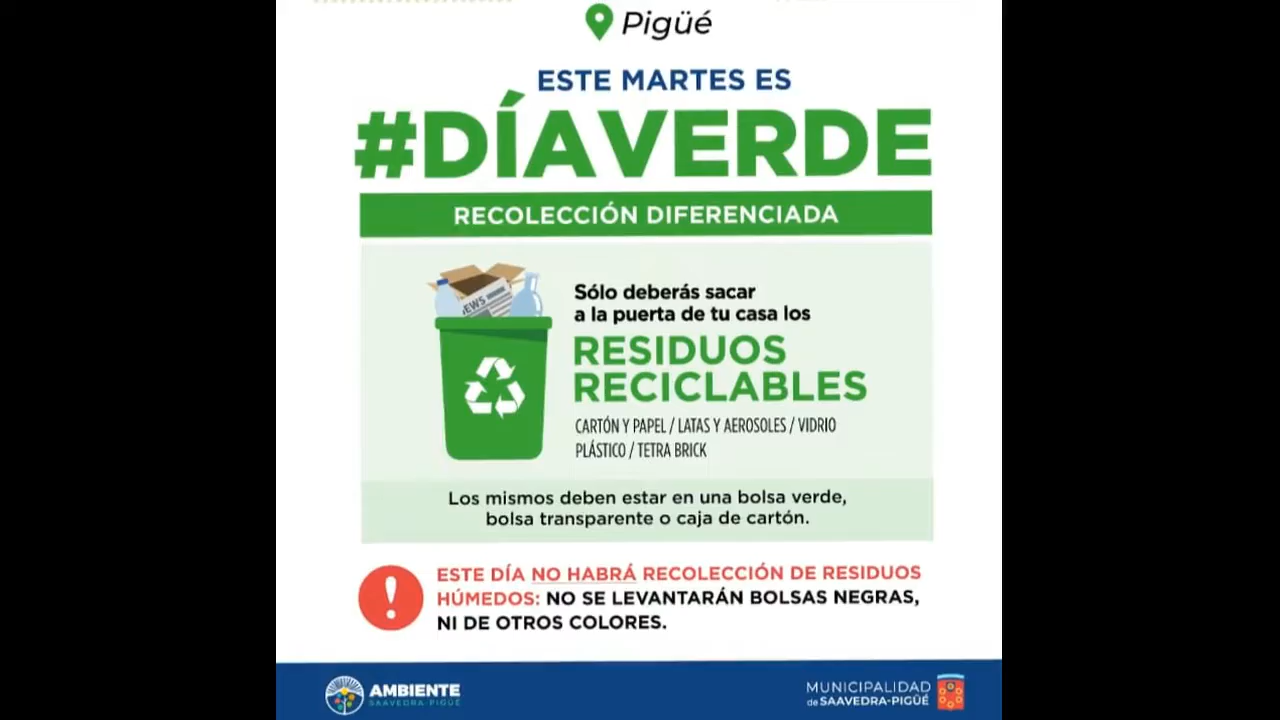 Pigüé
ESTE MARTES ES
#DÍAVERDE
RECOLECCIÓN DIFERENCIADA
EWS
Sólo deberás sacar
a la puerta de tu casa los
RESIDUOS
RECICLABLES
CARTÓN Y PAPEL / LATAS Y AEROSOLES / VIDRIO
PLÁSTICO / TETRA BRICK
Los mismos deben estar en una bolsa verde,
bolsa transparente o caja de cartón.
ESTE DÍA NO HABRÁ RECOLECCIÓN DE RESIDUOS
HÚMEDOS: NO SE LEVANTARÁN BOLSAS NEGRAS,
NI DE OTROS COLORES.
AMBIENTE
SAAVEDRA-PIGÜÉ
MUNICIPALIDAD
de SAAVEDRA-PIGÜÉ